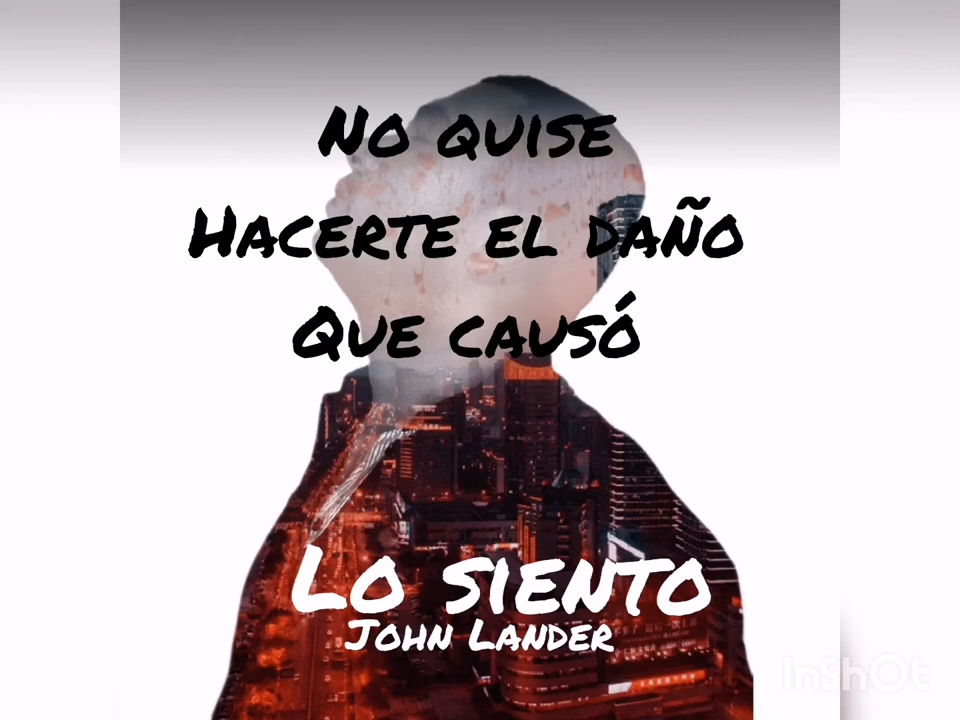 No quise
Hacerte el daño
Que causó
Lo siento
John Lander
InShOt